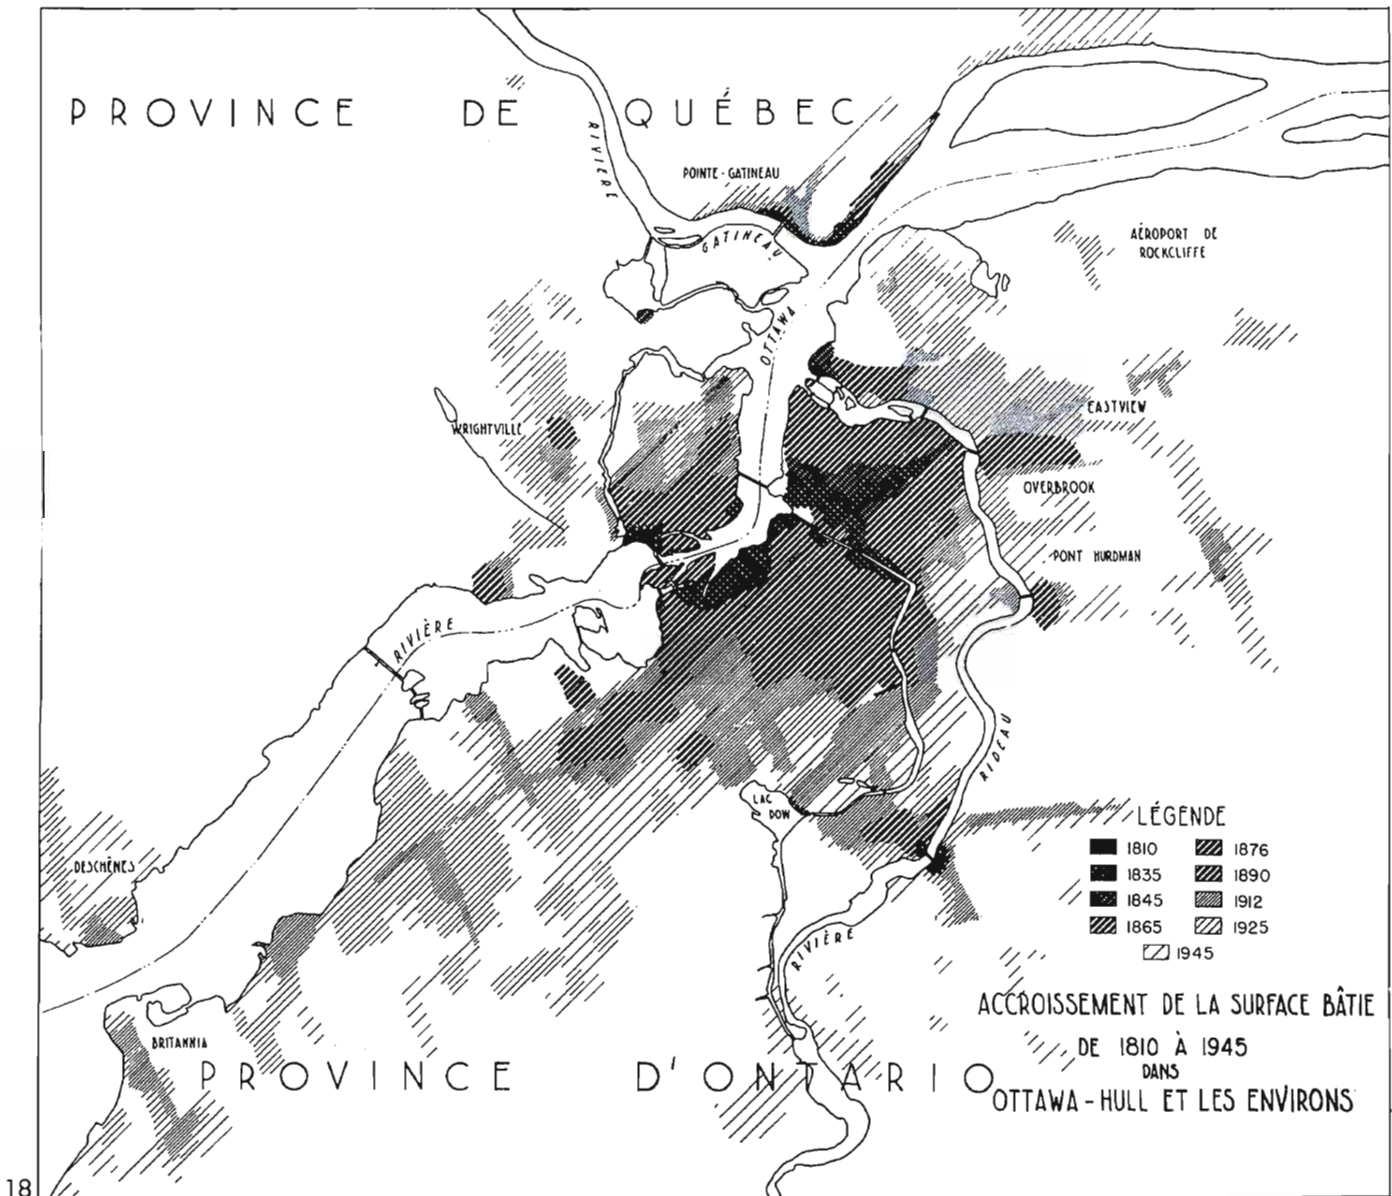 PROVINCE DE QUÉBEC
RIVIÈRE
GATINEAU
POINTE-GATINEAU
AÉROPORT DE
ROCKCLIFFE
OTTAWA
WRIGHTVILLE
EASTVIEW
OVERBROOK
PONT HURDMAN
RIVIÈRE
RIDEAU
LAC
DOW
DESCHÊNES
RIVIÈRE
BRITANNIA
PROVINCE D'ONTARIO
LÉGENDE
1810 1876
1835 1890
1845 1912
1865 1925
1945
ACCROISSEMENT DE LA SURFACE BÂTIE
DE 1810 À 1945
DANS
OTTAWA-HULL ET LES ENVIRONS
18